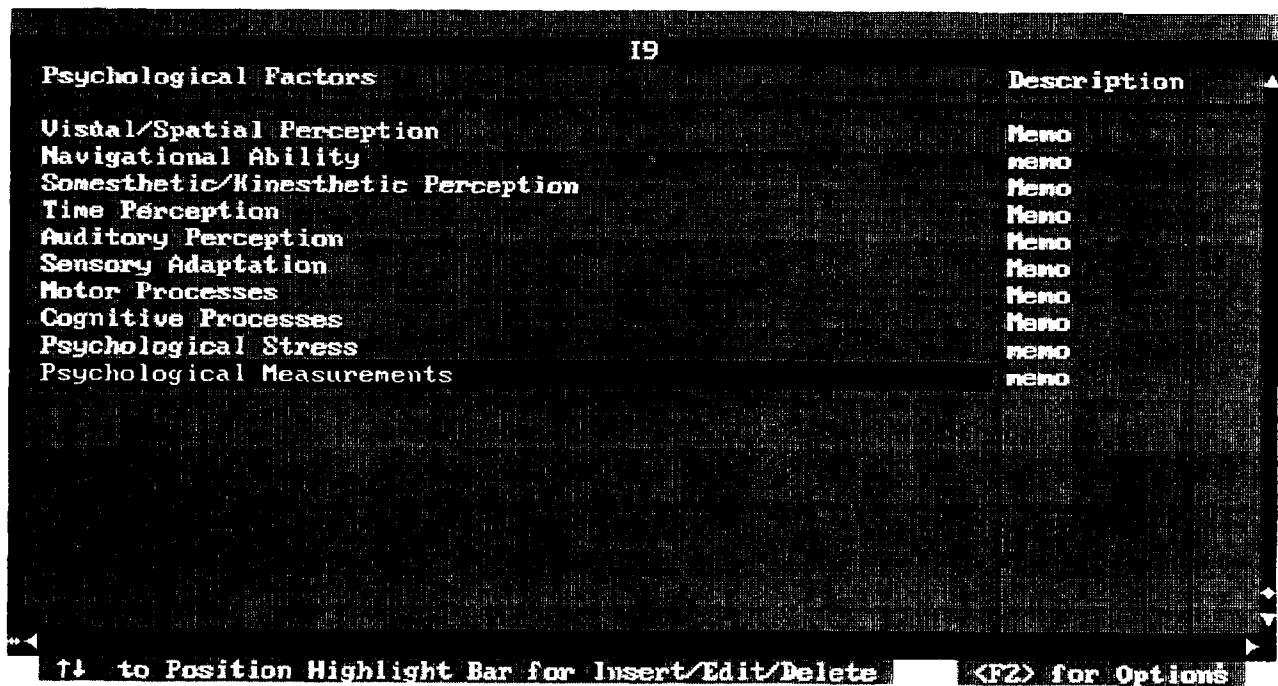 I9
Psychological Factors Description
Visual/Spatial Perception Memo
Navigational Ability memo
Somesthetic/Kinesthetic Perception Memo
Time Perception Memo
Auditory Perception Memo
Sensory Adaptation Memo
Motor Processes Memo
Cognitive Processes Memo
Psychological Stress memo
Psychological Measurements memo
↑↓ to Position Highlight Bar for Insert/Edit/Delete <F2> for Options